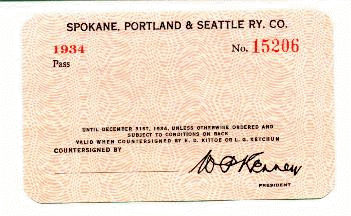 SPOKANE, PORTLAND & SEATTLE RY. CO.
1934 No. 15206
Pass
UNTIL DECEMBER 31ST, 1934, UNLESS OTHERWISE ORDERED AND
SUBJECT TO CONDITIONS ON BACK
VALID WHEN COUNTERSIGNED BY H. D. KITTOE OR L. G. KETCHUM
COUNTERSIGNED BY
W P Kenney
PRESIDENT